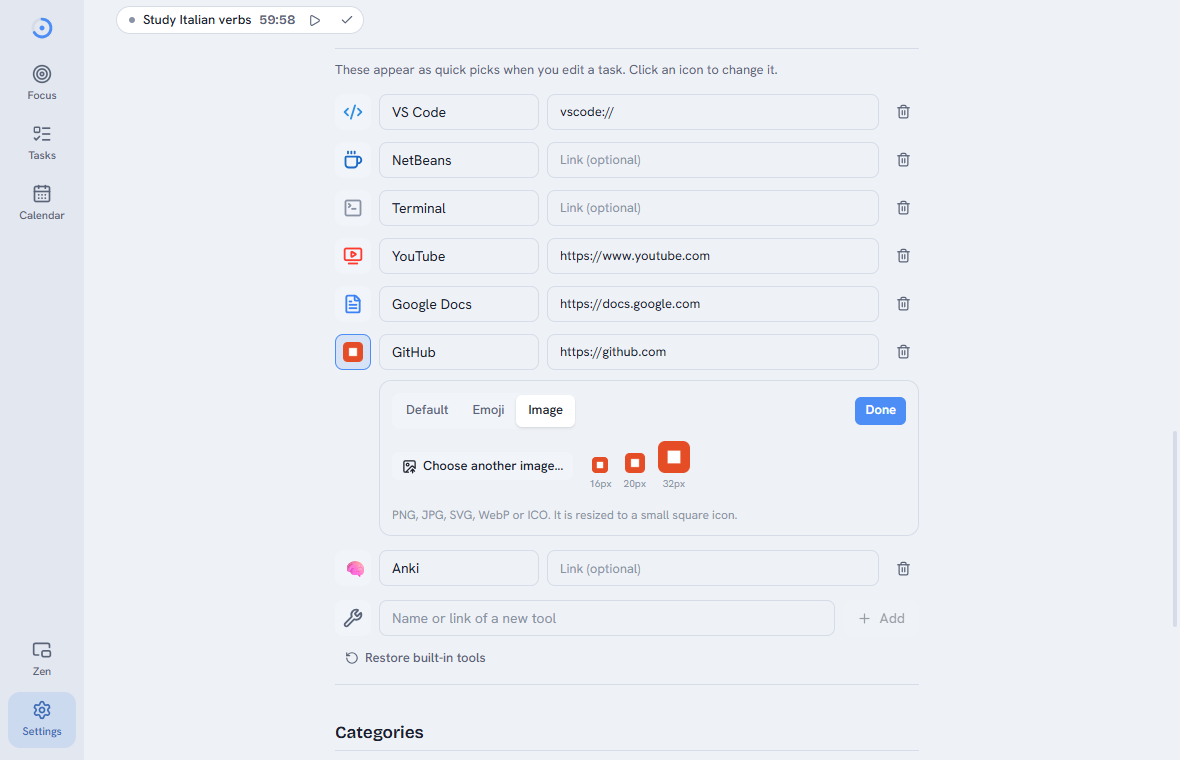 Study Italian verbs 59:58
Focus
Tasks
Calendar
Zen
Settings
These appear as quick picks when you edit a task. Click an icon to change it.
VS Code vscode://
NetBeans Link (optional)
Terminal Link (optional)
YouTube https://www.youtube.com
Google Docs https://docs.google.com
GitHub https://github.com
Default Emoji Image Done
Choose another image...
16px 20px 32px
PNG, JPG, SVG, WebP or ICO. It is resized to a small square icon.
Anki Link (optional)
Name or link of a new tool Add
Restore built-in tools
Categories